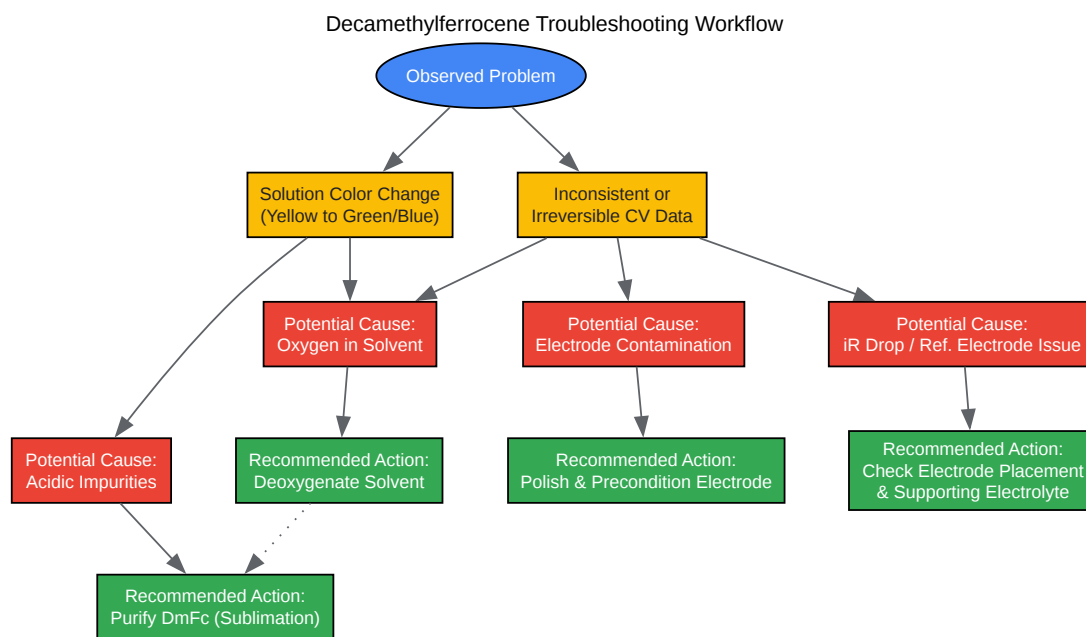 Decamethylferrocene Troubleshooting Workflow
Observed Problem
Solution Color Change
(Yellow to Green/Blue)
Inconsistent or
Irreversible CV Data
Potential Cause:
Oxygen in Solvent
Potential Cause:
Electrode Contamination
Potential Cause:
iR Drop / Ref. Electrode Issue
Potential Cause:
Acidic Impurities
Recommended Action:
Deoxygenate Solvent
Recommended Action:
Polish & Precondition Electrode
Recommended Action:
Check Electrode Placement
& Supporting Electrolyte
Recommended Action:
Purify DmFc (Sublimation)